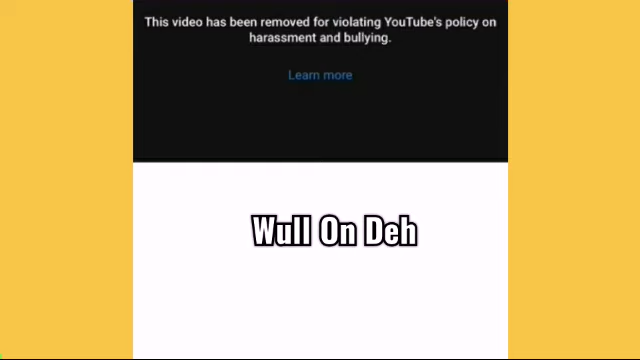 This video has been removed for violating YouTube's policy on
harassment and bullying.
Learn more
Wull On Deh